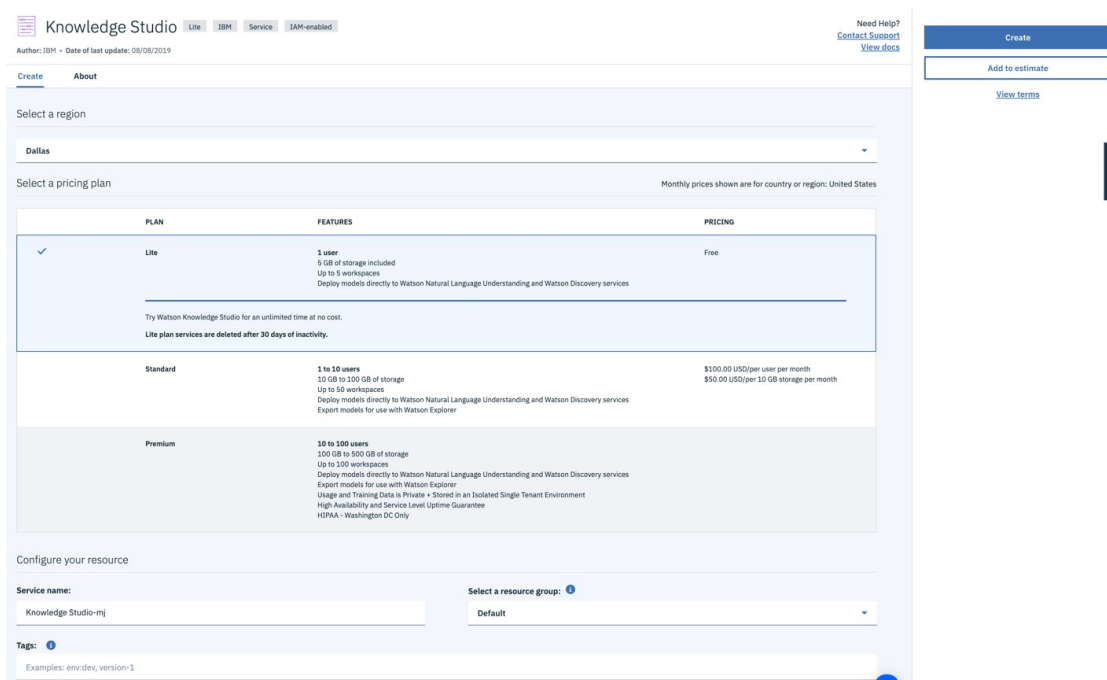 Knowledge Studio Lite IBM Service IAM-enabled
Author: IBM • Date of last update: 08/08/2019
Need Help?
Contact Support
View docs
Create
Add to estimate
View terms
Create About
Select a region
Dallas
Select a pricing plan
Monthly prices shown are for country or region: United States
PLAN FEATURES PRICING
Lite
1 user
5 GB of storage included
Up to 5 workspaces
Deploy models directly to Watson Natural Language Understanding and Watson Discovery services
Free
Try Watson Knowledge Studio for an unlimited time at no cost.
Lite plan services are deleted after 30 days of inactivity.
Standard
1 to 10 users
10 GB to 100 GB of storage
Up to 50 workspaces
Deploy models directly to Watson Natural Language Understanding and Watson Discovery services
Export models for use with Watson Explorer
$100.00 USD/per user per month
$50.00 USD/per 10 GB storage per month
Premium
10 to 100 users
100 GB to 500 GB of storage
Up to 100 workspaces
Deploy models directly to Watson Natural Language Understanding and Watson Discovery services
Export models for use with Watson Explorer
Usage and Training Data is Private + Stored in an Isolated Single Tenant Environment
High Availability and Service Level Uptime Guarantee
HIPAA - Washington DC Only
Configure your resource
Service name:
Knowledge Studio-mj
Select a resource group:
Default
Tags:
Examples: env:dev, version-1